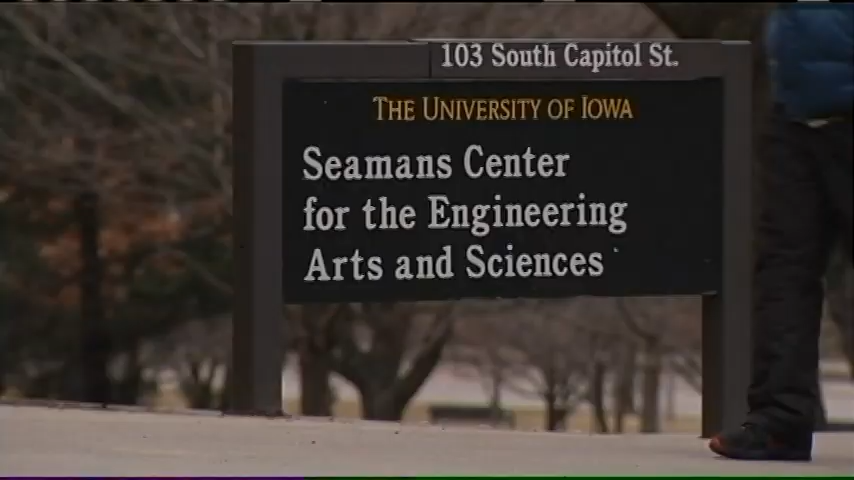 103 South Capitol St.
THE UNIVERSITY OF IOWA
Seamans Center
for the Engineering
Arts and Sciences